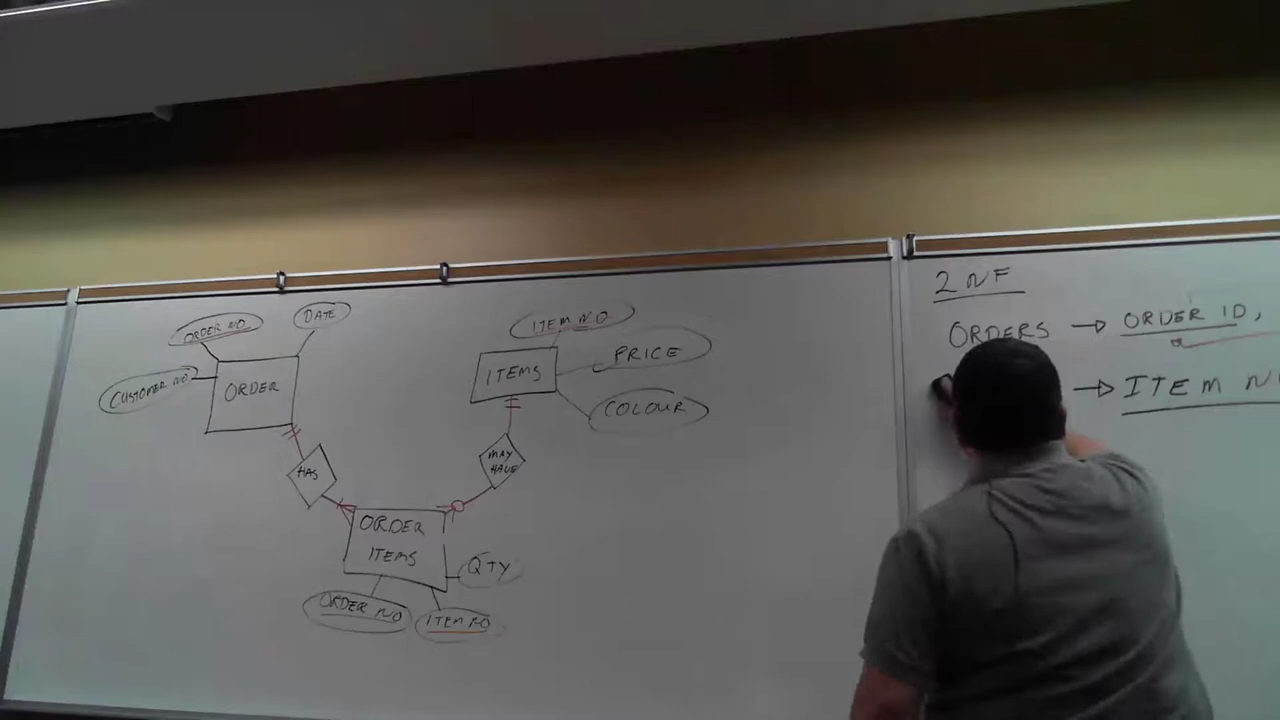 ORDER NO
DATE
CUSTOMER NO
ORDER
HAS
ITEM NO
PRICE
ITEMS
COLOUR
MAY
HAVE
ORDER
ITEMS
QTY
ORDER NO
ITEM NO
2NF
ORDERS → ORDER ID,
→ ITEM